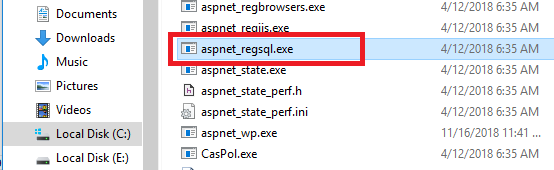 aspnet_regbrowsers.exe 4/12/2018 6:35 AM
Documents aspnet_regiis.exe 4/12/2018 6:35 AM
Downloads aspnet_regsql.exe 4/12/2018 6:35 AM
Music aspnet_state.exe 4/12/2018 6:35 AM
Pictures aspnet_state_perf.h 4/12/2018 6:35 AM
Videos aspnet_state_perf.ini 4/12/2018 6:35 AM
Local Disk (C:) aspnet_wp.exe 11/16/2018 11:41 ...
Local Disk (E:) CasPol.exe 4/12/2018 6:35 AM